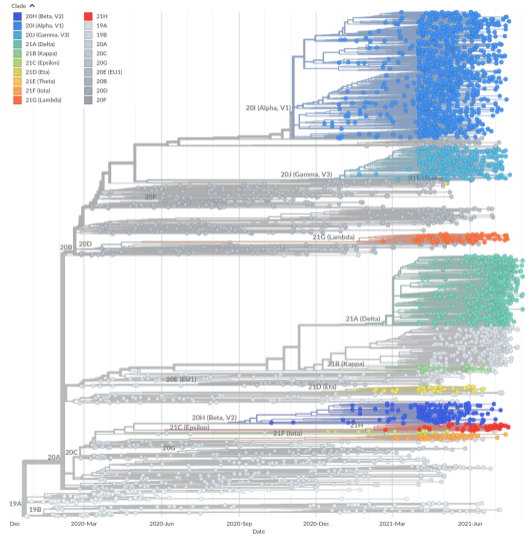 Clade
20H (Beta, V2)
20I (Alpha, V1)
20J (Gamma, V3)
21A (Delta)
21B (Kappa)
21C (Epsilon)
21D (Eta)
21E (Theta)
21F (Iota)
21G (Lambda)
21H
19A
19B
20A
20C
20G
20E (EU1)
20B
20D
20F
20I (Alpha, V1)
20J (Gamma, V3)
20F
20B
20D
21G (Lambda)
21A (Delta)
21B (Kappa)
20E (EU1)
21D (Eta)
20H (Beta, V2)
21C (Epsilon)
21H
21F (Iota)
20G
20C
20A
19A
19B
Dec
2020-Mar
2020-Jun
2020-Sep
2020-Dec
2021-Mar
2021-Jun
Date